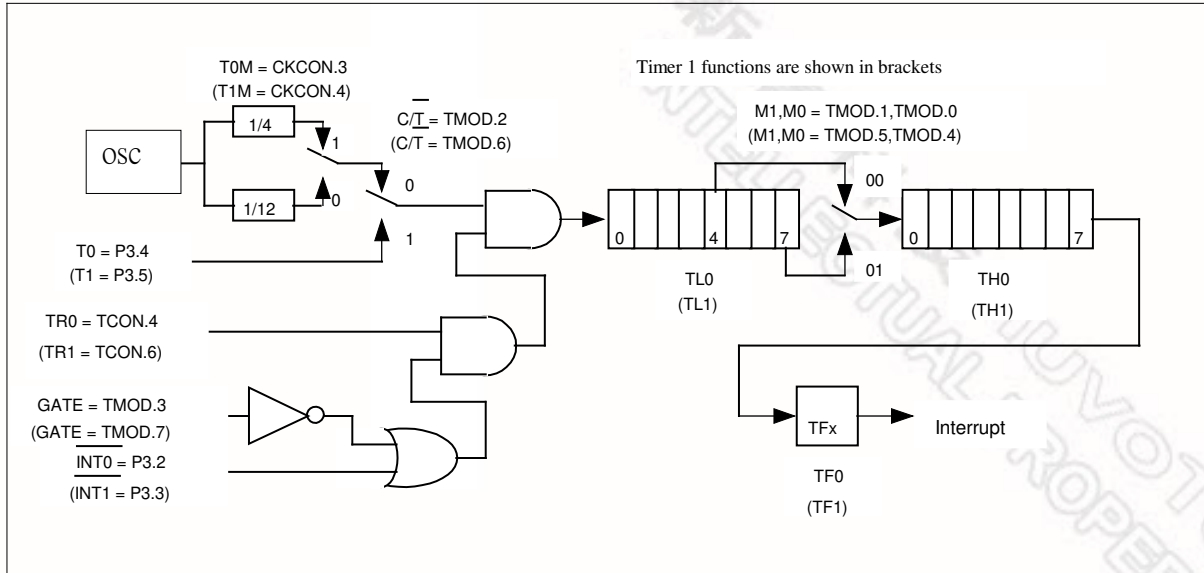 T0M = CKCON.3
(T1M = CKCON.4)
Timer 1 functions are shown in brackets
1/4
OSC
1/12
1
0
C/T̅ = TMOD.2
(C/T̅ = TMOD.6)
0
1
M1,M0 = TMOD.1,TMOD.0
(M1,M0 = TMOD.5,TMOD.4)
00
01
0 4 7
0 7
T0 = P3.4
(T1 = P3.5)
TL0
(TL1)
TH0
(TH1)
TR0 = TCON.4
(TR1 = TCON.6)
GATE = TMOD.3
(GATE = TMOD.7)
I̅N̅T̅0̅ = P3.2
(I̅N̅T̅1̅ = P3.3)
TFx
Interrupt
TF0
(TF1)